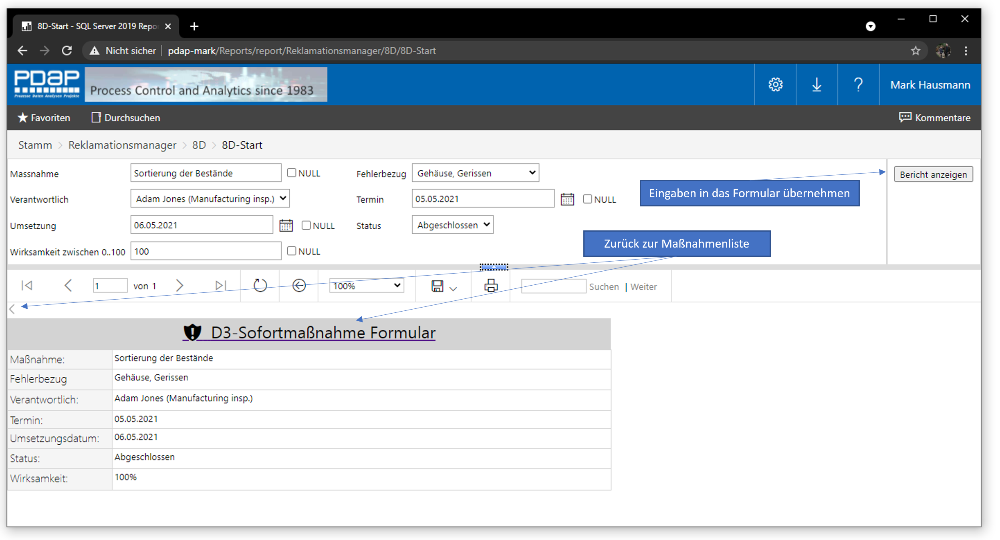 8D-Start - SQL Server 2019 Repo
Nicht sicher | pdap-mark/Reports/report/Reklamationsmanager/8D/8D-Start
PDAP
Prozesse Daten Analysen Projekte
Process Control and Analytics since 1983
Mark Hausmann
Favoriten Durchsuchen Kommentare
Stamm > Reklamationsmanager > 8D > 8D-Start
Massnahme Sortierung der Bestände NULL Fehlerbezug Gehäuse, Gerissen Bericht anzeigen
Eingaben in das Formular übernehmen
Verantwortlich Adam Jones (Manufacturing insp.) Termin 05.05.2021 NULL
Umsetzung 06.05.2021 NULL Status Abgeschlossen
Zurück zur Maßnahmenliste
Wirksamkeit zwischen 0..100 100 NULL
1 von 1 100% Suchen | Weiter
D3-Sofortmaßnahme Formular
Maßnahme: Sortierung der Bestände
Fehlerbezug Gehäuse, Gerissen
Verantwortlich: Adam Jones (Manufacturing insp.)
Termin: 05.05.2021
Umsetzungsdatum: 06.05.2021
Status: Abgeschlossen
Wirksamkeit: 100%